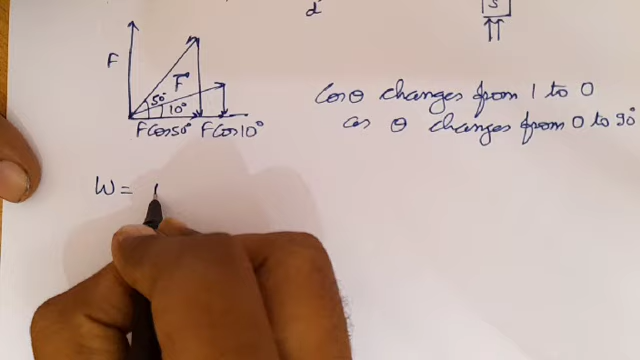 d
S
F
50°
F
10°
FCos50° FCos10°
Cosθ changes from 1 to 0
as θ changes from 0 to 90°
W =